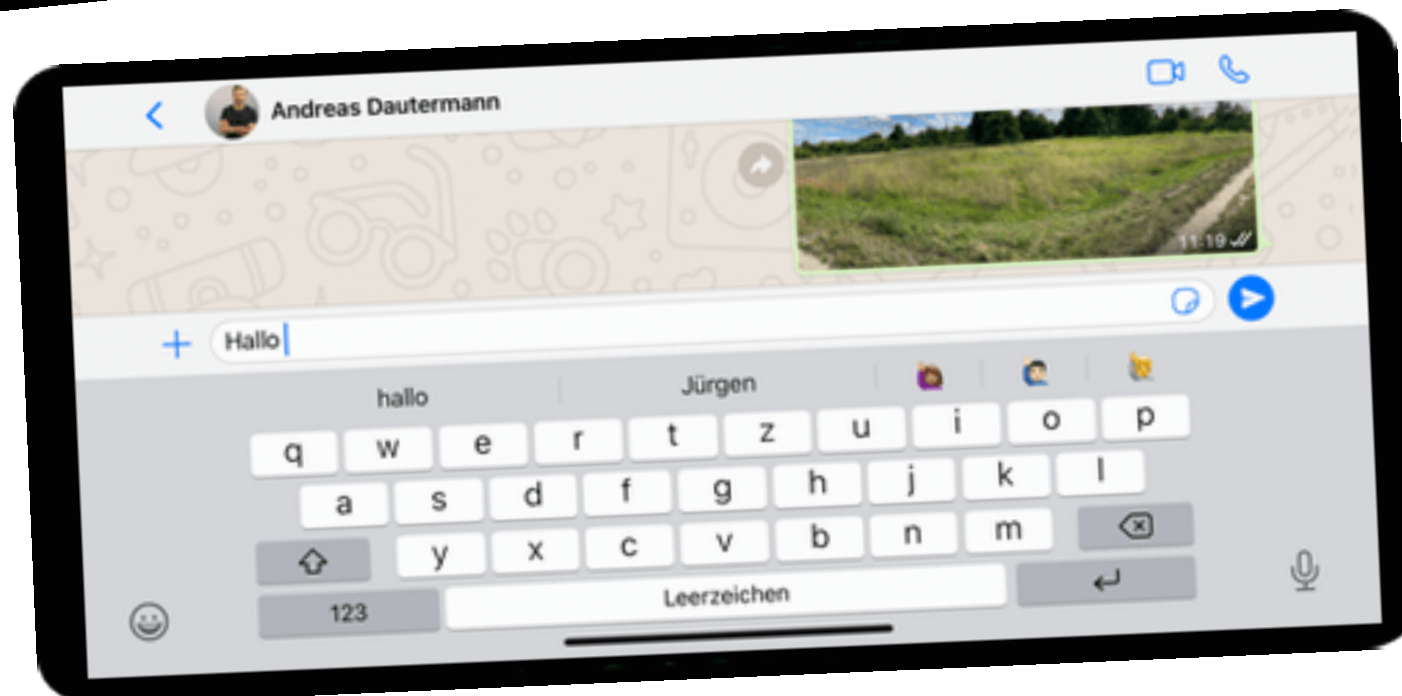 Andreas Dautermann
11:19
Hallo
hallo Jürgen
q w e r t z u i o p
a s d f g h j k l
y x c v b n m
123 Leerzeichen